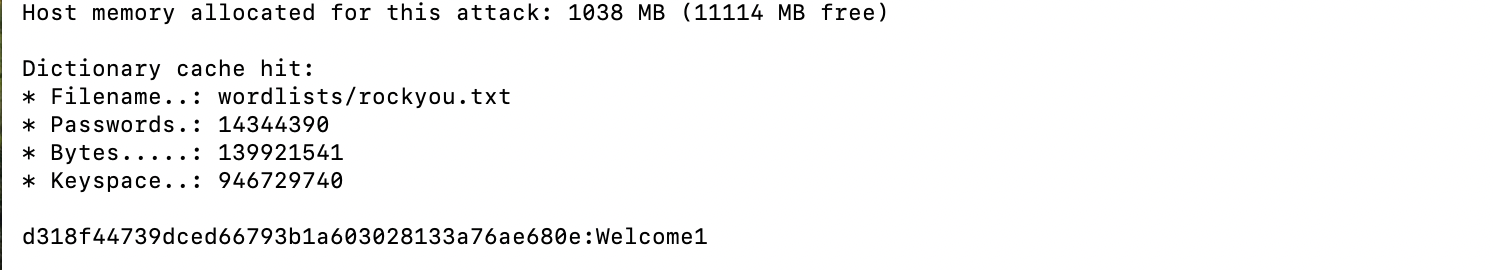 Host memory allocated for this attack: 1038 MB (11114 MB free)
Dictionary cache hit:
* Filename..: wordlists/rockyou.txt
* Passwords.: 14344390
* Bytes.....: 139921541
* Keyspace..: 946729740
d318f44739dced66793b1a603028133a76ae680e:Welcome1